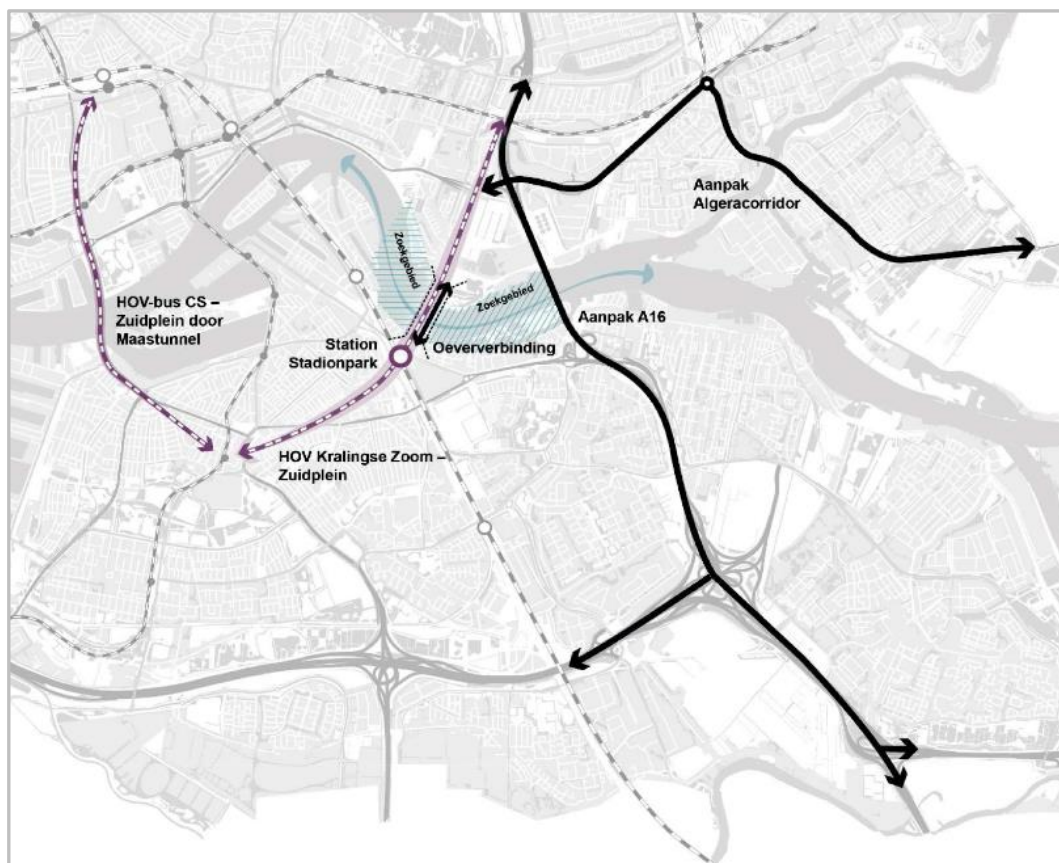 Aanpak
Algeracorridor
Zoekgebied
Zoekgebied
HOV-bus CS –
Zuidplein door
Maastunnel
Aanpak A16
Station
Stadionpark
Oeververbinding
HOV Kralingse Zoom –
Zuidplein